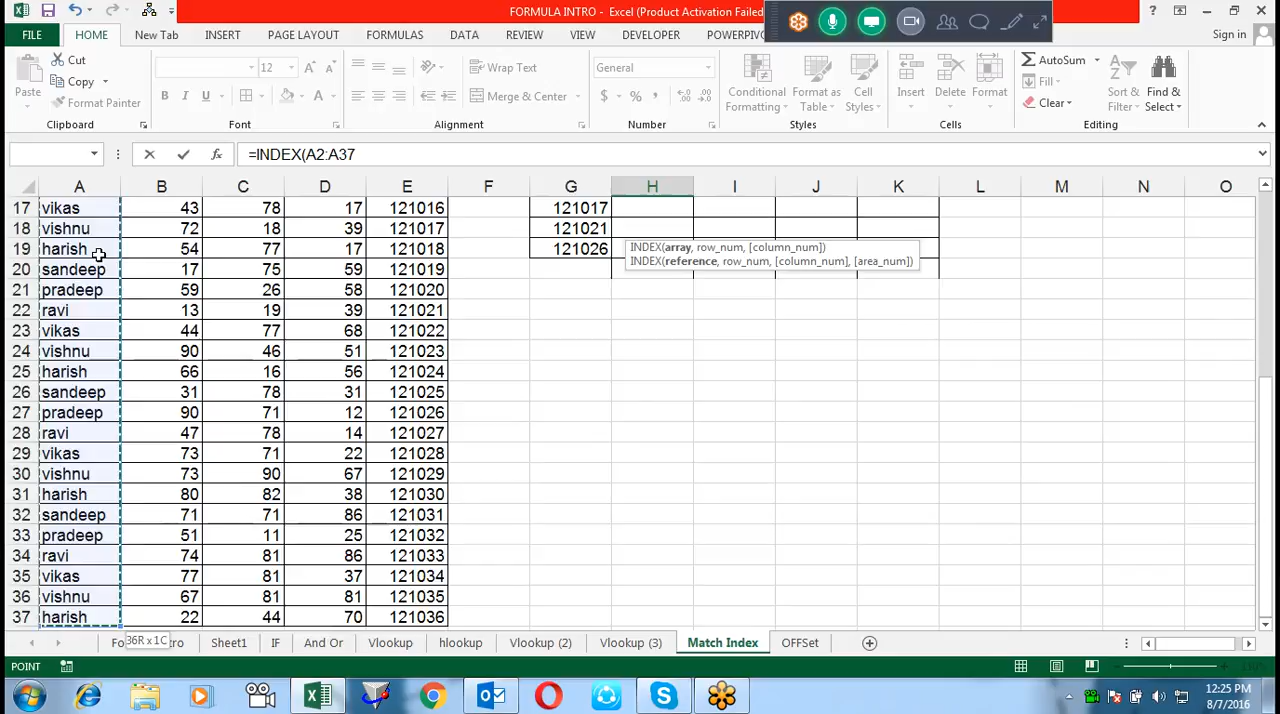 FORMULA INTRO - Excel (Product Activation Failed)
Sign in
FILE HOME New Tab INSERT PAGE LAYOUT FORMULAS DATA REVIEW VIEW DEVELOPER POWERPIVOT
Paste Cut Copy Format Painter
12
B I U
Wrap Text
Merge & Center
General
$ % ,
Conditional Formatting Format as Table Cell Styles
Insert Delete Format
AutoSum Fill Clear
Sort & Filter Find & Select
Clipboard Font Alignment Number Styles Cells Editing
=INDEX(A2:A37
A B C D E F G H I J K L M N O
17 vikas 43 78 17 121016 121017
18 vishnu 72 18 39 121017 121021
19 harish 54 77 17 121018 121026
INDEX(array, row_num, [column_num])
INDEX(reference, row_num, [column_num], [area_num])
20 sandeep 17 75 59 121019
21 pradeep 59 26 58 121020
22 ravi 13 19 39 121021
23 vikas 44 77 68 121022
24 vishnu 90 46 51 121023
25 harish 66 16 56 121024
26 sandeep 31 78 31 121025
27 pradeep 90 71 12 121026
28 ravi 47 78 14 121027
29 vikas 73 71 22 121028
30 vishnu 73 90 67 121029
31 harish 80 82 38 121030
32 sandeep 71 71 86 121031
33 pradeep 51 11 25 121032
34 ravi 74 81 86 121033
35 vikas 77 81 37 121034
36 vishnu 67 81 81 121035
37 harish 22 44 70 121036
36R x 1C
Sheet1 IF And Or Vlookup hlookup Vlookup (2) Vlookup (3) Match Index OFFSet
POINT
12:25 PM
8/7/2016